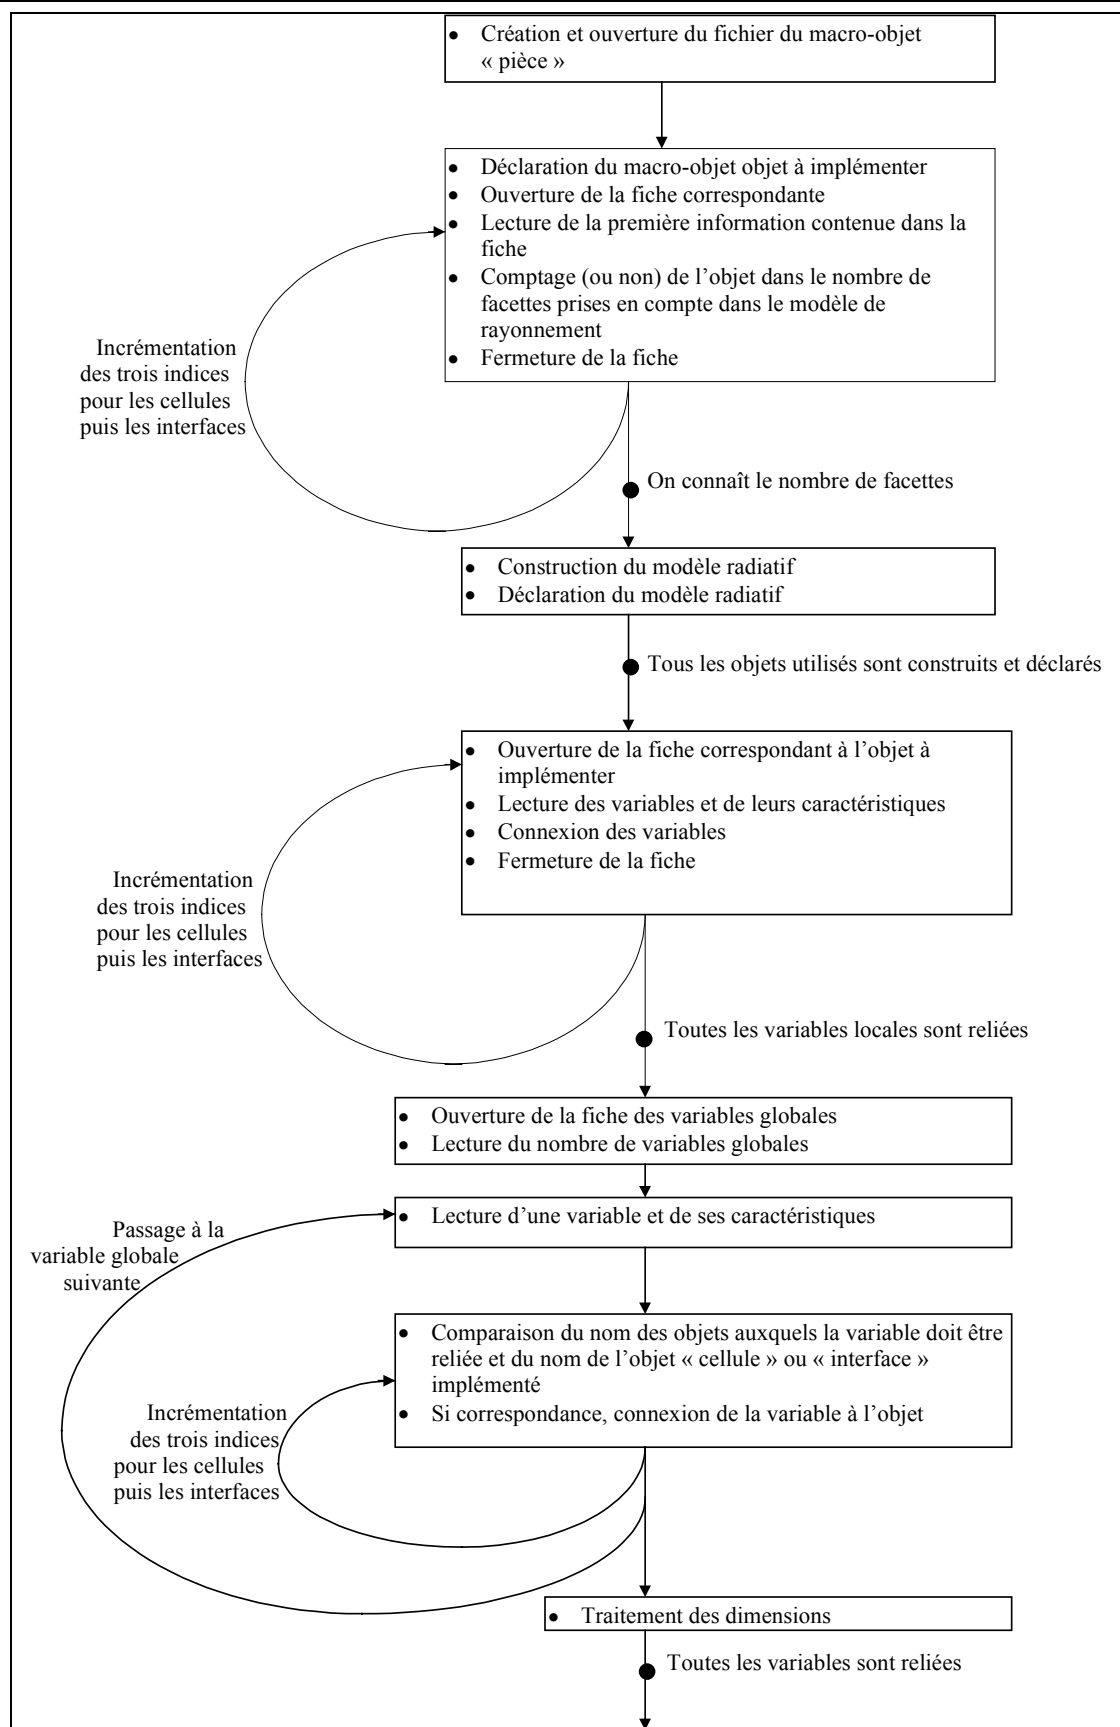 • Création et ouverture du fichier du macro-objet
« pièce »
• Déclaration du macro-objet objet à implémenter
• Ouverture de la fiche correspondante
• Lecture de la première information contenue dans la
fiche
• Comptage (ou non) de l’objet dans le nombre de
facettes prises en compte dans le modèle de
rayonnement
• Fermeture de la fiche
Incrémentation
des trois indices
pour les cellules
puis les interfaces
On connaît le nombre de facettes
• Construction du modèle radiatif
• Déclaration du modèle radiatif
Tous les objets utilisés sont construits et déclarés
• Ouverture de la fiche correspondant à l’objet à
implémenter
• Lecture des variables et de leurs caractéristiques
• Connexion des variables
• Fermeture de la fiche
Incrémentation
des trois indices
pour les cellules
puis les interfaces
Toutes les variables locales sont reliées
• Ouverture de la fiche des variables globales
• Lecture du nombre de variables globales
• Lecture d’une variable et de ses caractéristiques
Passage à la
variable globale
suivante
• Comparaison du nom des objets auxquels la variable doit être
reliée et du nom de l’objet « cellule » ou « interface »
implémenté
• Si correspondance, connexion de la variable à l’objet
Incrémentation
des trois indices
pour les cellules
puis les interfaces
• Traitement des dimensions
Toutes les variables sont reliées